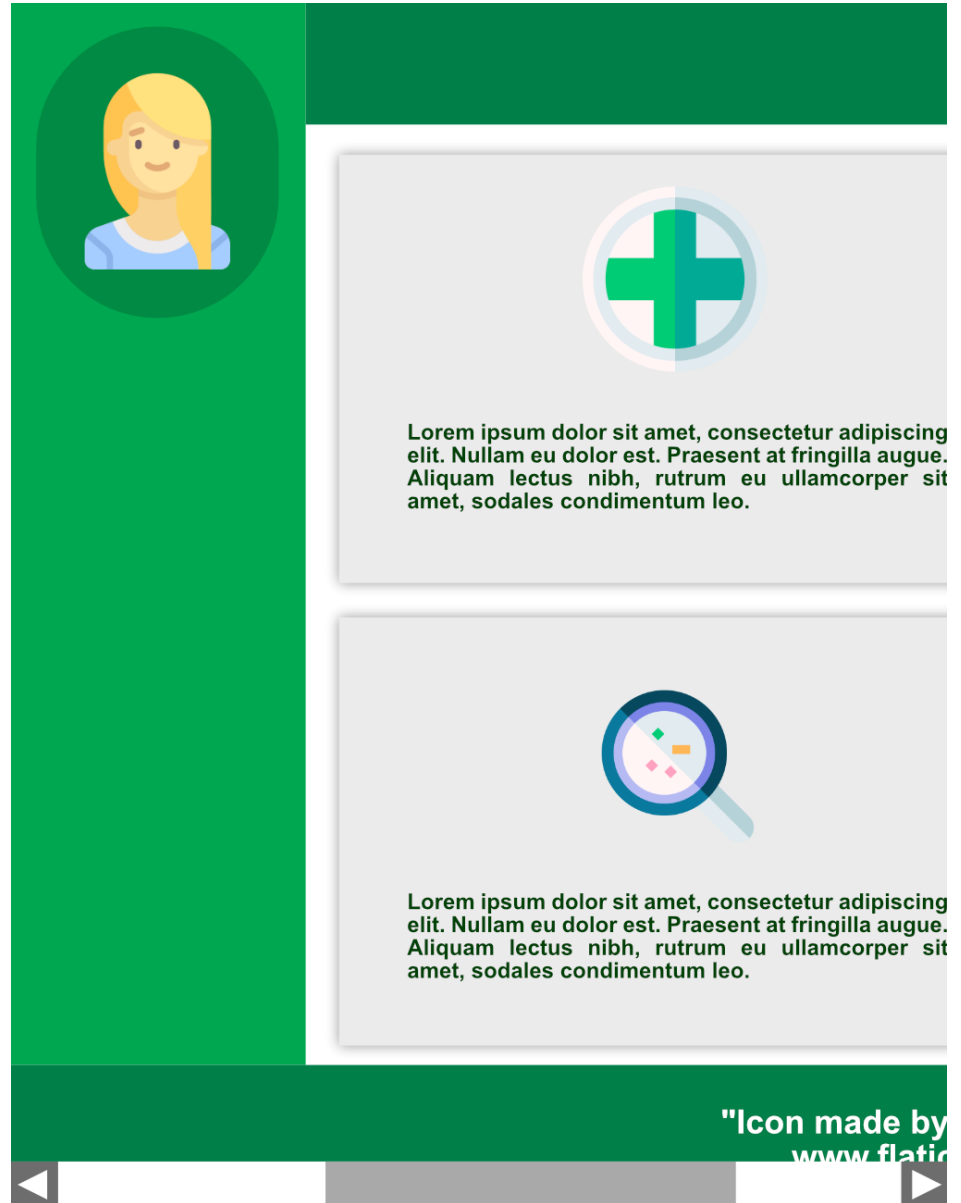 Lorem ipsum dolor sit amet, consectetur adipiscing
elit. Nullam eu dolor est. Praesent at fringilla augue.
Aliquam lectus nibh, rutrum eu ullamcorper sit
amet, sodales condimentum leo.
Lorem ipsum dolor sit amet, consectetur adipiscing
elit. Nullam eu dolor est. Praesent at fringilla augue.
Aliquam lectus nibh, rutrum eu ullamcorper sit
amet, sodales condimentum leo.
"Icon made by
www.flatic